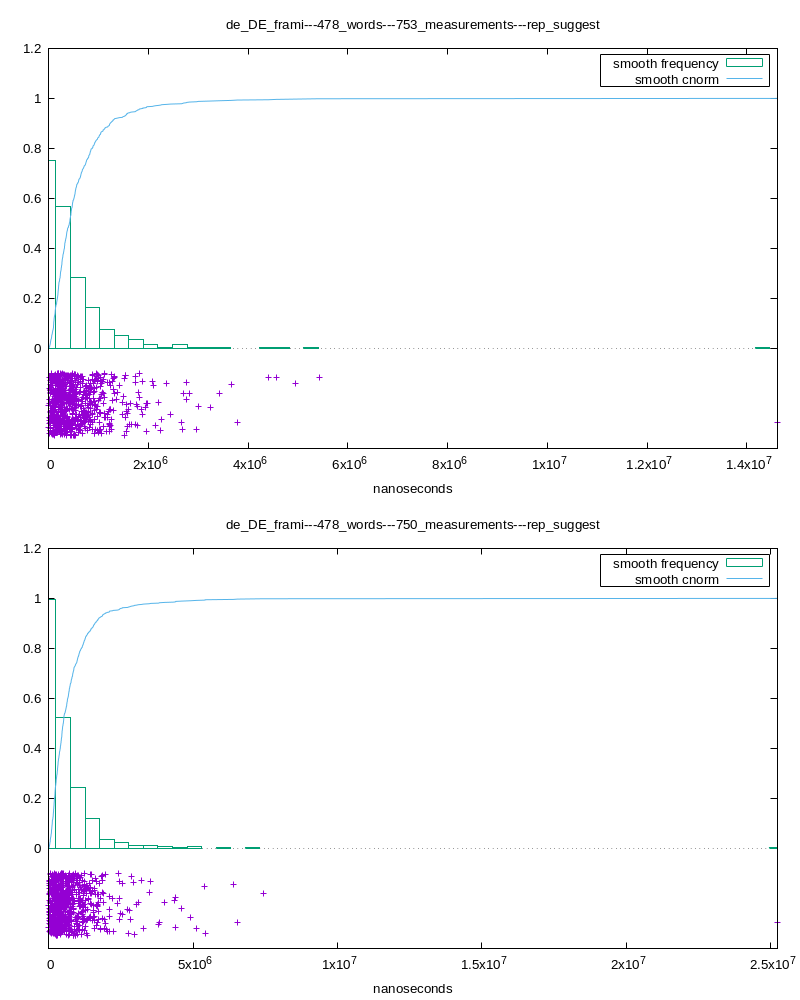 de_DE_frami---478_words---753_measurements---rep_suggest
1.2
smooth frequency
smooth cnorm
1
0.8
0.6
0.4
0.2
0
0 2x10^6 4x10^6 6x10^6 8x10^6 1x10^7 1.2x10^7 1.4x10^7
nanoseconds
de_DE_frami---478_words---750_measurements---rep_suggest
1.2
smooth frequency
smooth cnorm
1
0.8
0.6
0.4
0.2
0
0 5x10^6 1x10^7 1.5x10^7 2x10^7 2.5x10^7
nanoseconds